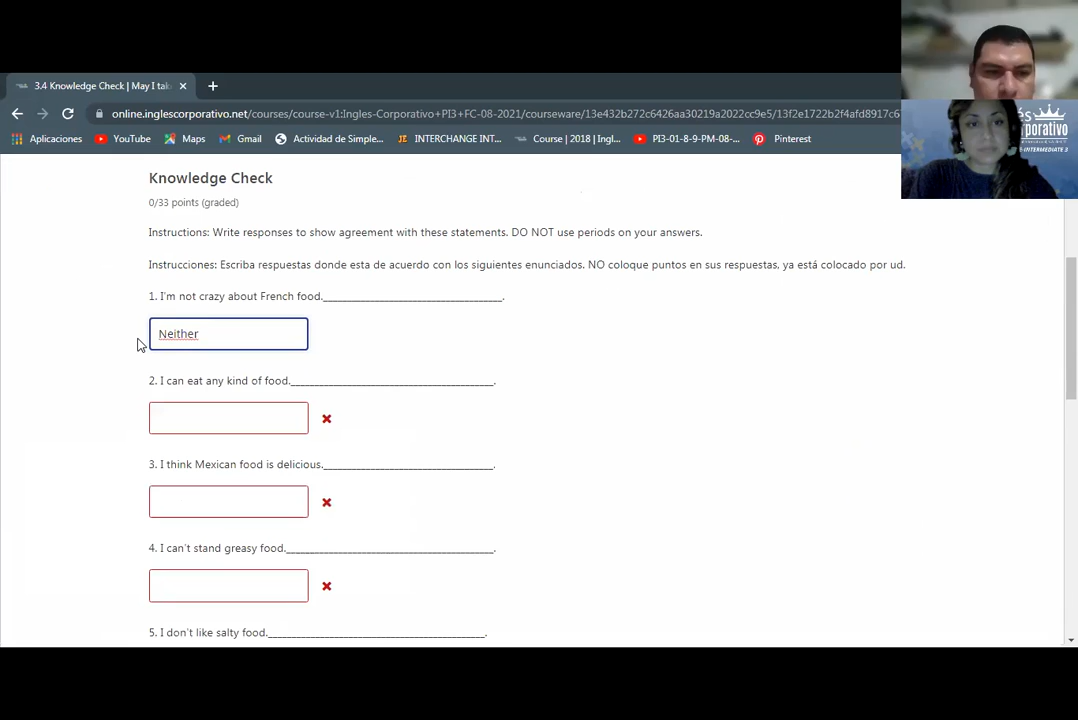 3.4 Knowledge Check | May I tak
online.inglescorporativo.net/courses/course-v1:Ingles-Corporativo+PI3+FC-08-2021/courseware/13e432b272c6426aa30219a2022cc9e5/13f2e1722b2f4afd8917c6
Aplicaciones YouTube Maps Gmail Actividad de Simple... INTERCHANGE INT... Course | 2018 | Ingl... PI3-01-8-9-PM-08-... Pinterest
és
porativo
-INTERMEDIATE 3
Knowledge Check
0/33 points (graded)
Instructions: Write responses to show agreement with these statements. DO NOT use periods on your answers.
Instrucciones: Escriba respuestas donde esta de acuerdo con los siguientes enunciados. NO coloque puntos en sus respuestas, ya está colocado por ud.
1. I'm not crazy about French food.________________________________.
Neither
2. I can eat any kind of food.____________________________________.
3. I think Mexican food is delicious.______________________________.
4. I can't stand greasy food._____________________________________.
5. I don't like salty food.______________________________________.